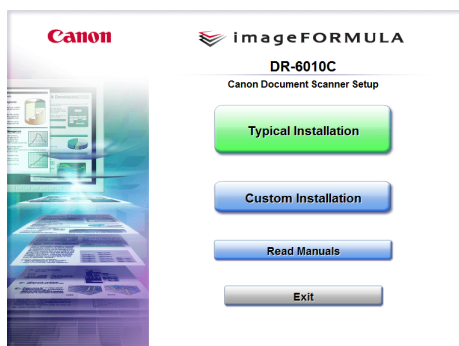 Canon
imageFORMULA
DR-6010C
Canon Document Scanner Setup
Typical Installation
Custom Installation
Read Manuals
Exit